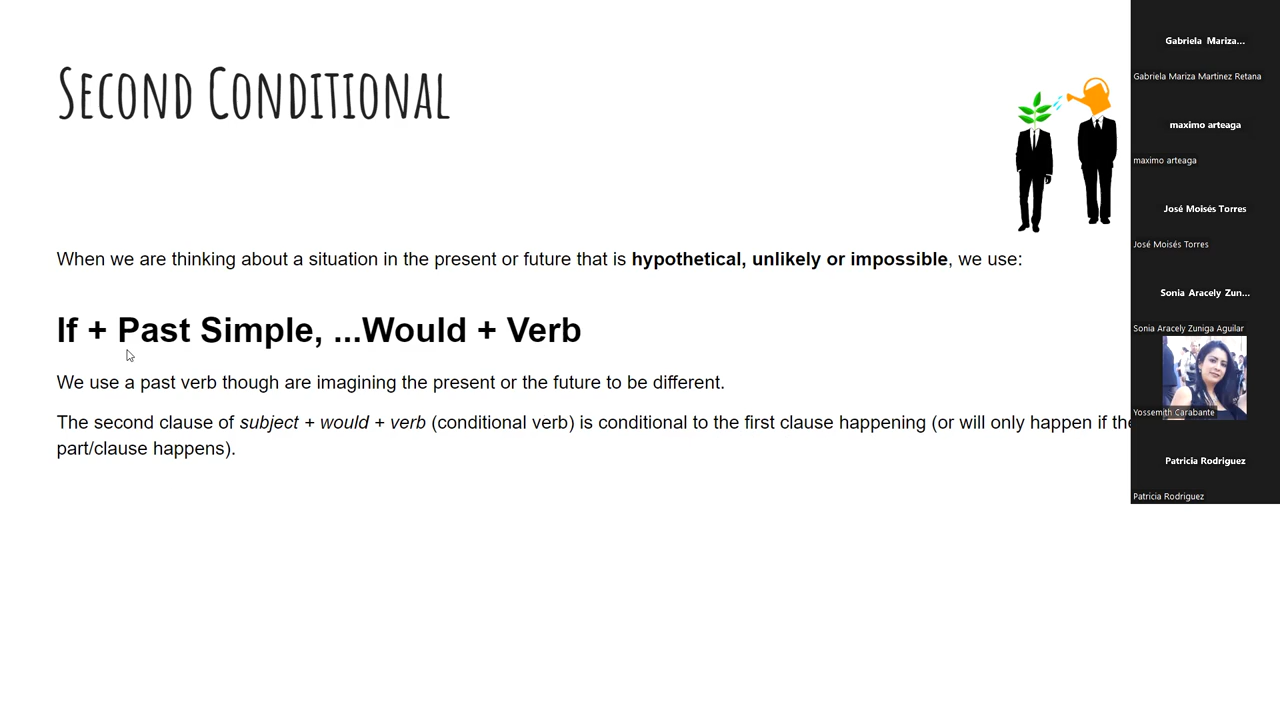 Second Conditional
When we are thinking about a situation in the present or future that is hypothetical, unlikely or impossible, we use:
If + Past Simple, ...Would + Verb
We use a past verb though are imagining the present or the future to be different.
The second clause of subject + would + verb (conditional verb) is conditional to the first clause happening (or will only happen if the
part/clause happens).
Gabriela Mariza...
Gabriela Mariza Martinez Retana
maximo arteaga
maximo arteaga
José Moisés Torres
José Moisés Torres
Sonia Aracely Zun...
Sonia Aracely Zuniga Aguilar
Yossemith Carabante
Patricia Rodriguez
Patricia Rodriguez